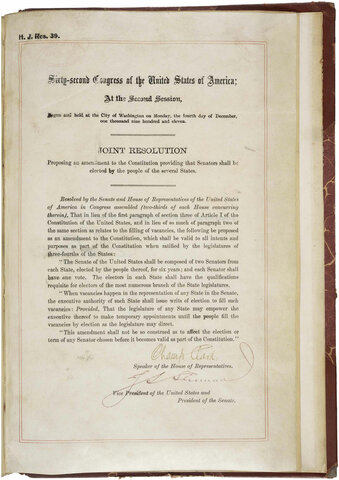 H. J. Res. 39.
Sixty-second Congress of the United States of America;
At the Second Session,
Begun and held at the City of Washington on Monday, the fourth day of December,
one thousand nine hundred and eleven.
JOINT RESOLUTION
Proposing an amendment to the Constitution providing that Senators shall be
elected by the people of the several States.
Resolved by the Senate and House of Representatives of the United States
of America in Congress assembled (two-thirds of each House concurring
therein), That in lieu of the first paragraph of section three of Article I of the
Constitution of the United States, and in lieu of so much of paragraph two of the
same section as relates to the filling of vacancies, the following be proposed
as an amendment to the Constitution, which shall be valid to all intents and
purposes as part of the Constitution when ratified by the legislatures of
three-fourths of the States:
"The Senate of the United States shall be composed of two Senators from
each State, elected by the people thereof, for six years; and each Senator shall
have one vote. The electors in each State shall have the qualifications
requisite for electors of the most numerous branch of the State legislatures.
"When vacancies happen in the representation of any State in the Senate,
the executive authority of such State shall issue writs of election to fill such
vacancies: Provided, That the legislature of any State may empower the
executive thereof to make temporary appointments until the people fill the
vacancies by election as the legislature may direct.
"This amendment shall not be so construed as to affect the election or
term of any Senator chosen before it becomes valid as part of the Constitution."
Speaker of the House of Representatives.
Vice President of the United States and
President of the Senate.